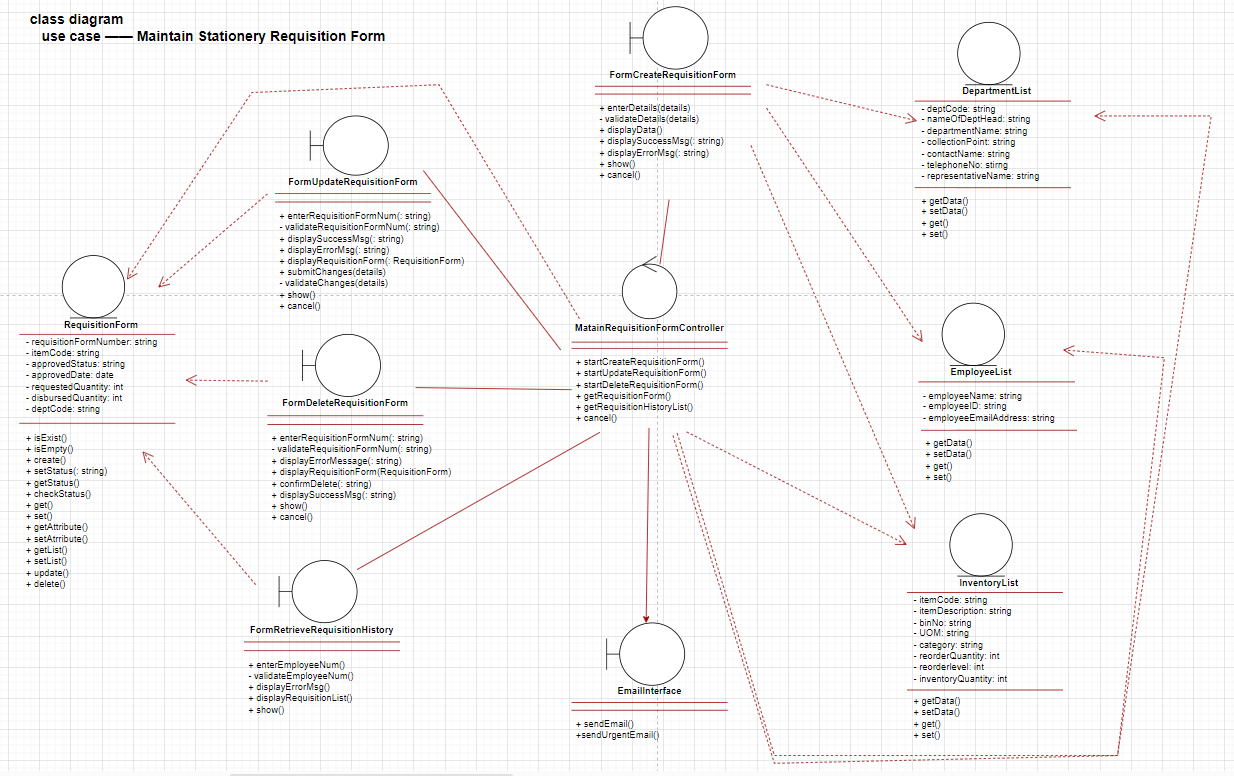 class diagram
use case —— Maintain Stationery Requisition Form
FormCreateRequisitionForm
+ enterDetails(details)
- validateDetails(details)
+ displayData()
+ displaySuccessMsg(: string)
+ displayErrorMsg(: string)
+ show()
+ cancel()
DepartmentList
- deptCode: string
- nameOfDeptHead: string
- departmentName: string
- collectionPoint: string
- contactName: string
- telephoneNo: stirng
- representativeName: string
+ getData()
+ setData()
+ get()
+ set()
FormUpdateRequisitionForm
+ enterRequisitionFormNum(: string)
- validateRequisitionFormNum(: string)
+ displaySuccessMsg(: string)
+ displayErrorMsg(: string)
+ displayRequisitionForm(: RequisitionForm)
+ submitChanges(details)
- validateChanges(details)
+ show()
+ cancel()
RequisitionForm
- requisitionFormNumber: string
- itemCode: string
- approvedStatus: string
- approvedDate: date
- requestedQuantity: int
- disbursedQuantity: int
- deptCode: string
+ isExist()
+ isEmpty()
+ create()
+ setStatus(: string)
+ getStatus()
+ checkStatus()
+ get()
+ set()
+ getAttribute()
+ setAtrribute()
+ getList()
+ setList()
+ update()
+ delete()
MatainRequisitionFormController
+ startCreateRequisitionForm()
+ startUpdateRequisitionForm()
+ startDeleteRequisitionForm()
+ getRequisitionForm()
+ getRequisitionHistoryList()
+ cancel()
EmployeeList
- employeeName: string
- employeeID: string
- employeeEmailAddress: string
+ getData()
+ setData()
+ get()
+ set()
FormDeleteRequisitionForm
+ enterRequisitionFormNum(: string)
- validateRequisitionFormNum(: string)
+ displayErrorMessage(: string)
+ displayRequisitionForm(RequisitionForm)
+ confirmDelete(: string)
+ displaySuccessMsg(: string)
+ show()
+ cancel()
InventoryList
- itemCode: string
- itemDescription: string
- binNo: string
- UOM: string
- category: string
- reorderQuantity: int
- reorderlevel: int
- inventoryQuantity: int
+ getData()
+ setData()
+ get()
+ set()
FormRetrieveRequisitionHistory
+ enterEmployeeNum()
- validateEmployeeNum()
+ displayErrorMsg()
+ displayRequisitionList()
+ show()
EmailInterface
+ sendEmail()
+sendUrgentEmail()